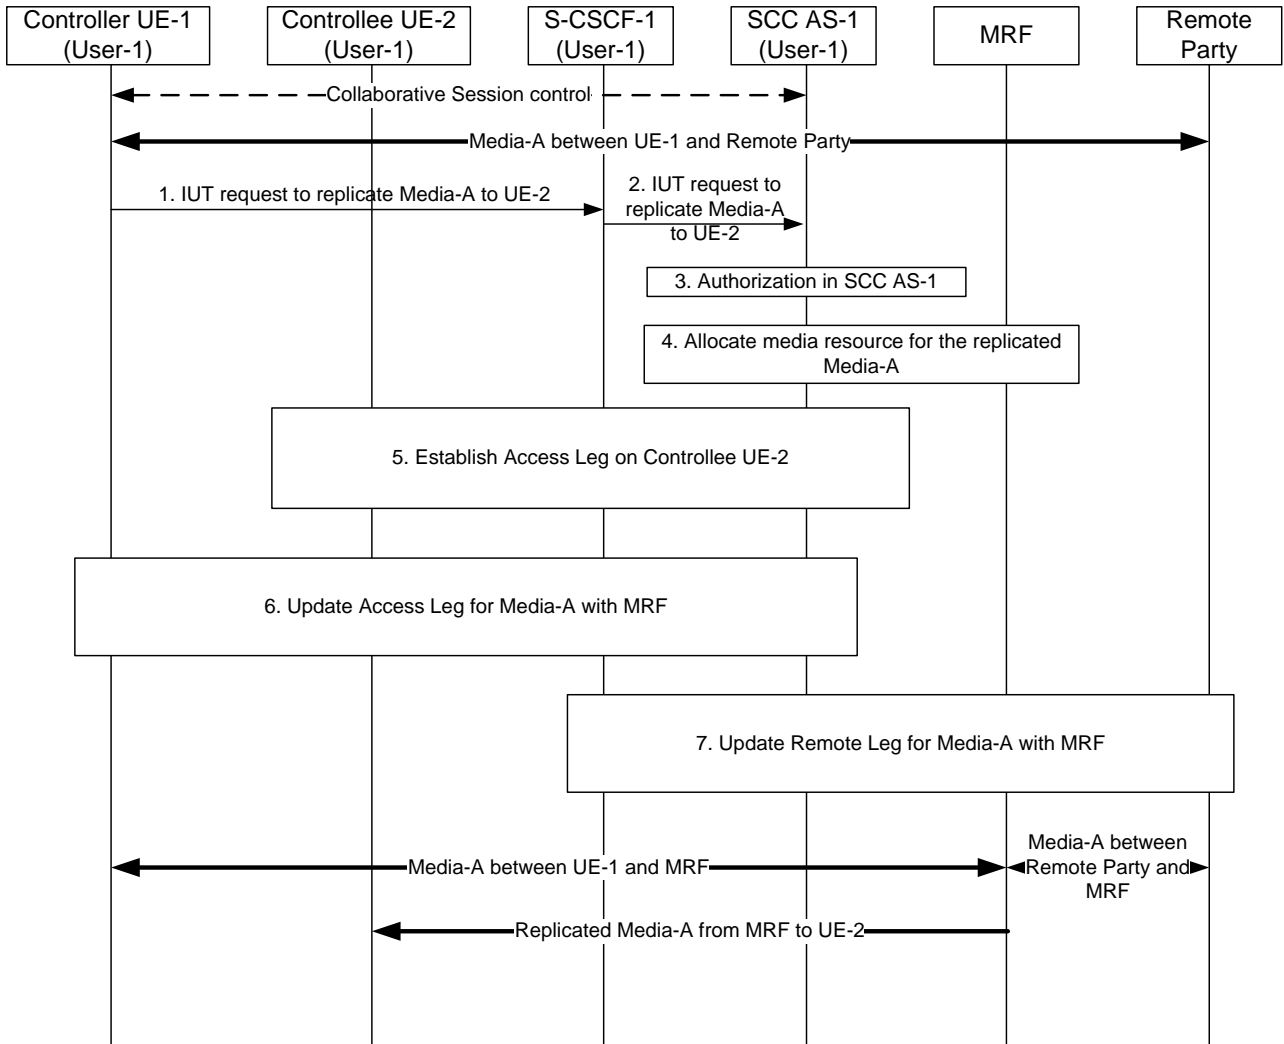 Controller UE-1
(User-1)
Controllee UE-2
(User-1)
S-CSCF-1
(User-1)
SCC AS-1
(User-1)
MRF
Remote
Party
Collaborative Session control
Media-A between UE-1 and Remote Party
1. IUT request to replicate Media-A to UE-2
2. IUT request to
replicate Media-A
to UE-2
3. Authorization in SCC AS-1
4. Allocate media resource for the replicated
Media-A
5. Establish Access Leg on Controllee UE-2
6. Update Access Leg for Media-A with MRF
7. Update Remote Leg for Media-A with MRF
Media-A between UE-1 and MRF
Media-A between
Remote Party and
MRF
Replicated Media-A from MRF to UE-2